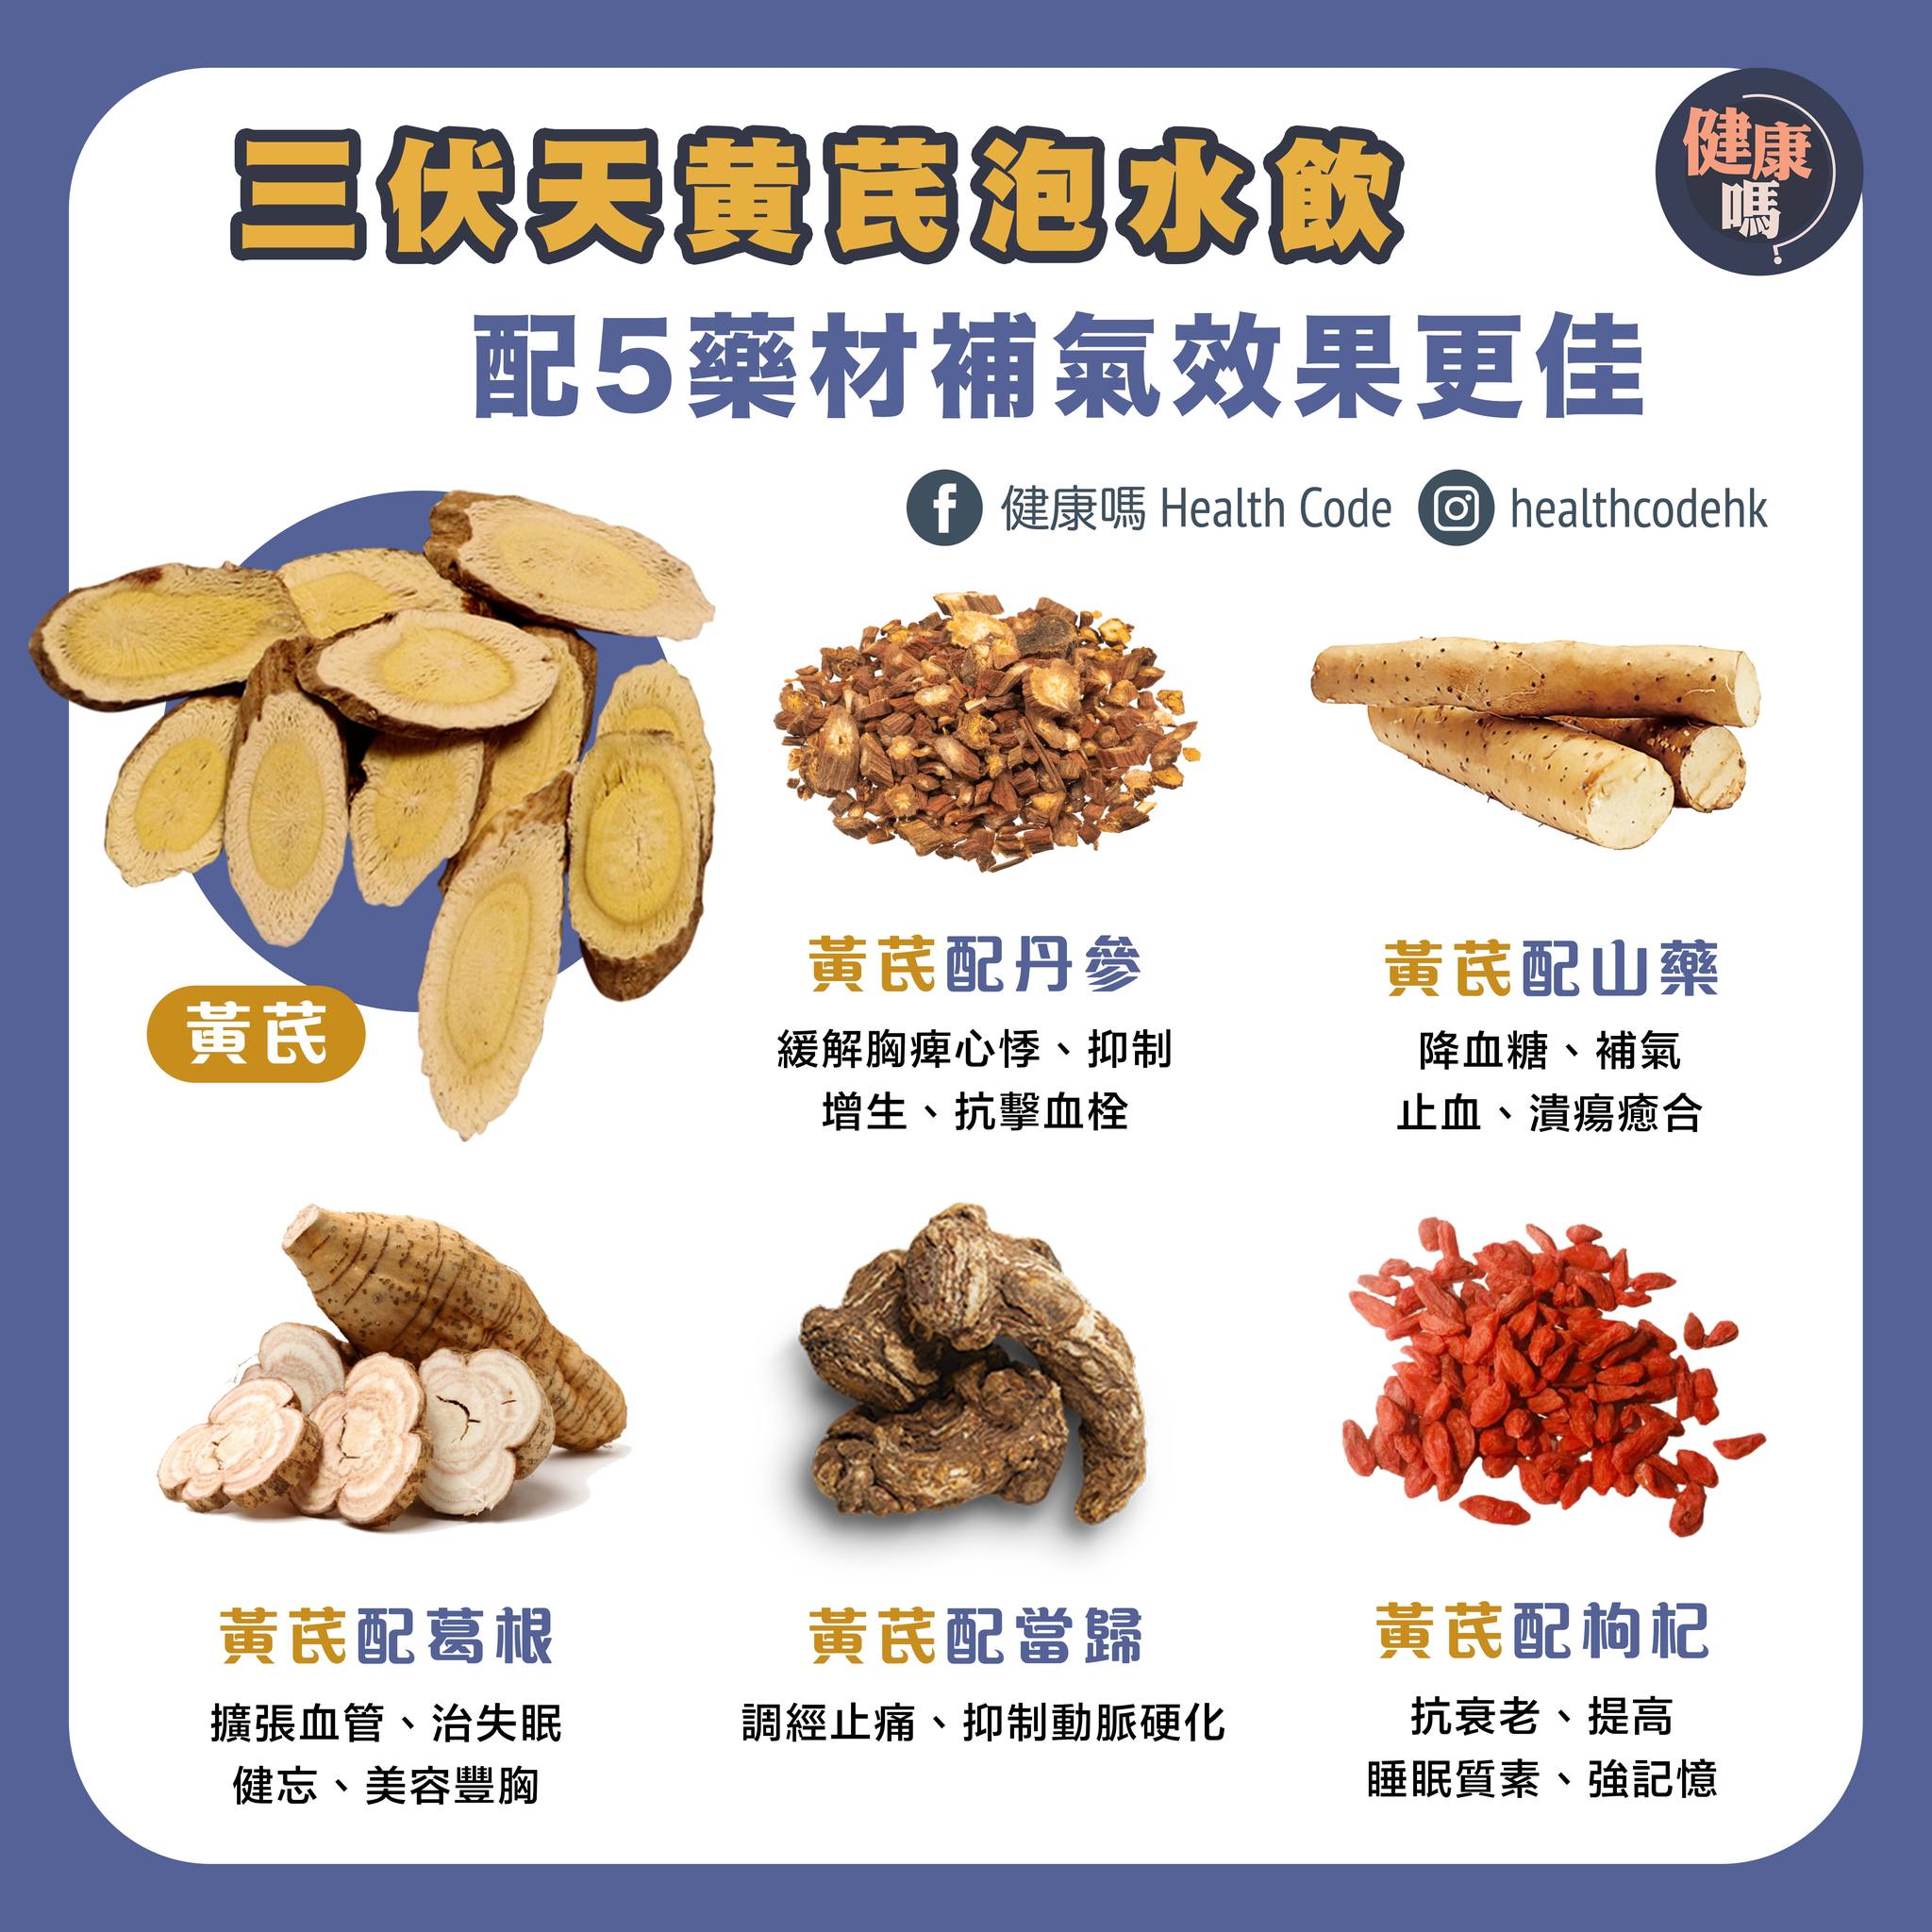 三伏天黄芪泡水飲
健康
嗎?
配5藥材補氣效果更佳
健康嗎 Health Code healthcodehk
黃芪
黃芪配丹參
緩解胸痺心悸、抑制
增生、抗擊血栓
黃芪配山藥
降血糖、補氣
止血、潰瘍癒合
黃芪配葛根
擴張血管、治失眠
健忘、美容豐胸
黃芪配當歸
調經止痛、抑制動脈硬化
黃芪配枸杞
抗衰老、提高
睡眠質素、強記憶